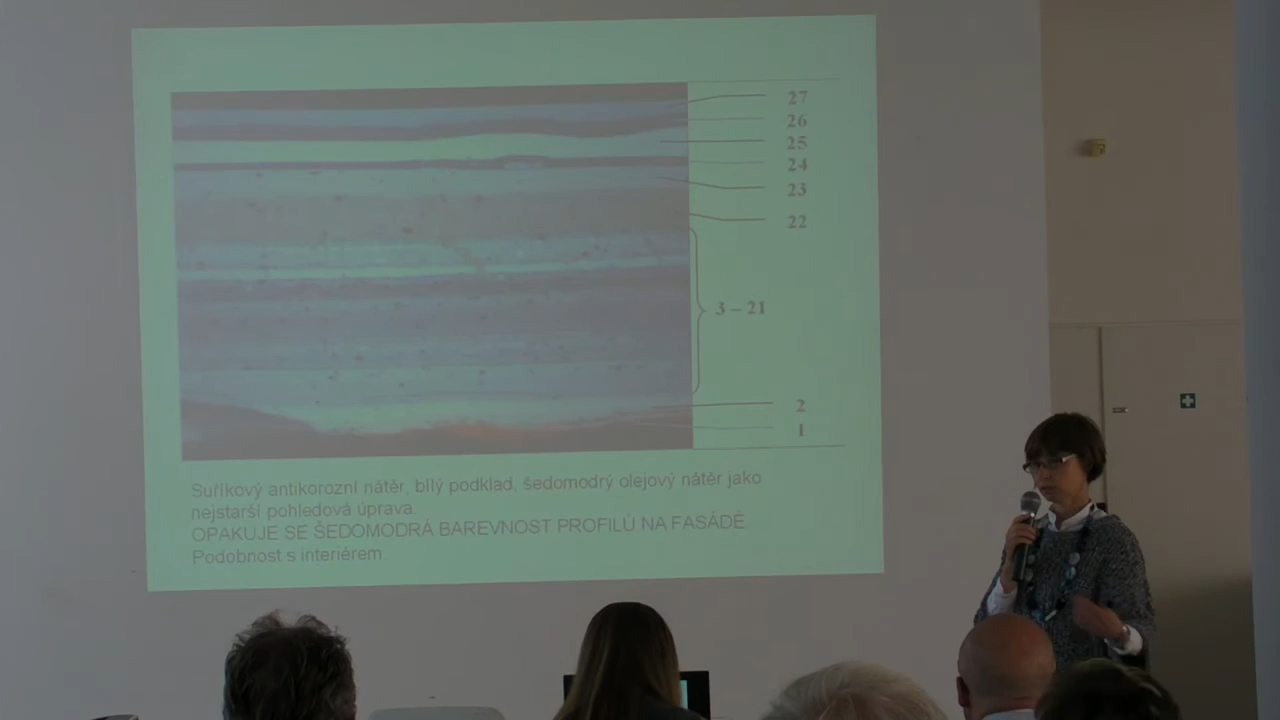 27
26
25
24
23
22
3 – 21
2
1
Suříkový antikorozní nátěr, bílý podklad, šedomodrý olejový nátěr jako
nejstarší pohledová úprava.
OPAKUJE SE ŠEDOMODRÁ BAREVNOST PROFILŮ NA FASÁDĚ
Podobnost s interiérem